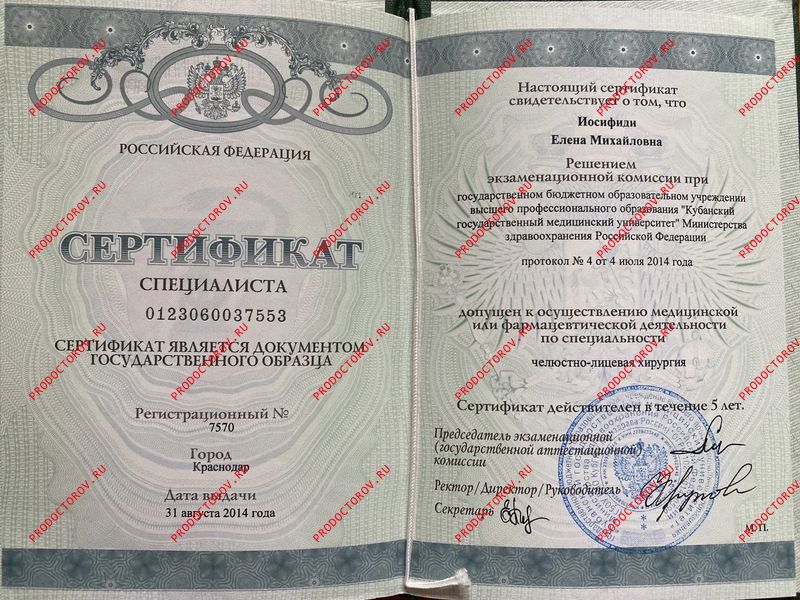 РОССИЙСКАЯ ФЕДЕРАЦИЯ
СЕРТИФИКАТ
СПЕЦИАЛИСТА
0123060037553
СЕРТИФИКАТ ЯВЛЯЕТСЯ ДОКУМЕНТОМ
ГОСУДАРСТВЕННОГО ОБРАЗЦА
Регистрационный №
7570
Город
Краснодар
Дата выдачи
31 августа 2014 года
Настоящий сертификат
свидетельствует о том, что
Иосифиди
Елена Михайловна
Решением
экзаменационной комиссии при
государственном бюджетном образовательном учреждении
высшего профессионального образования "Кубанский
государственный медицинский университет" Министерства
здравоохранения Российской Федерации
протокол № 4 от 4 июля 2014 года
допущен к осуществлению медицинской
или фармацевтической деятельности
по специальности
челюстно-лицевая хирургия
Сертификат действителен в течение 5 лет.
Председатель экзаменационной
(государственной аттестационной)
комиссии
Ректор/Директор/Руководитель
Секретарь
М.П.
PRODOCTOROV.RU